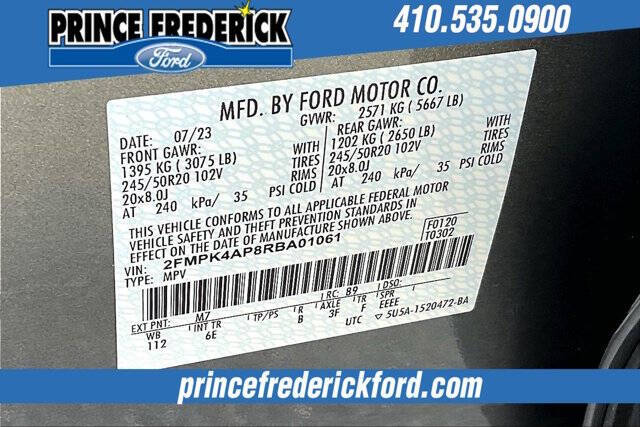 PRINCE FREDERICK
Ford
410.535.0900
MFD. BY FORD MOTOR CO.
DATE: 07/23 GVWR: 2571 KG ( 5667 LB)
FRONT GAWR: REAR GAWR:
1395 KG ( 3075 LB) WITH 1202 KG ( 2650 LB) WITH
245/50R20 102V TIRES 245/50R20 102V TIRES
20x8.0J RIMS 20x8.0J RIMS
AT 240 kPa/ 35 PSI COLD AT 240 kPa/ 35 PSI COLD
THIS VEHICLE CONFORMS TO ALL APPLICABLE FEDERAL MOTOR
VEHICLE SAFETY AND THEFT PREVENTION STANDARDS IN
EFFECT ON THE DATE OF MANUFACTURE SHOWN ABOVE.
VIN: 2FMPK4AP8RBA01061 F0120
TYPE: MPV T0302
EXT PNT: M7 RC: 89 DSO:
WB INT TR TP/PS R AXLE TR S
112 6E B 3F F EEEE
UTC 5U5A-1520472-BA
princefrederickford.com